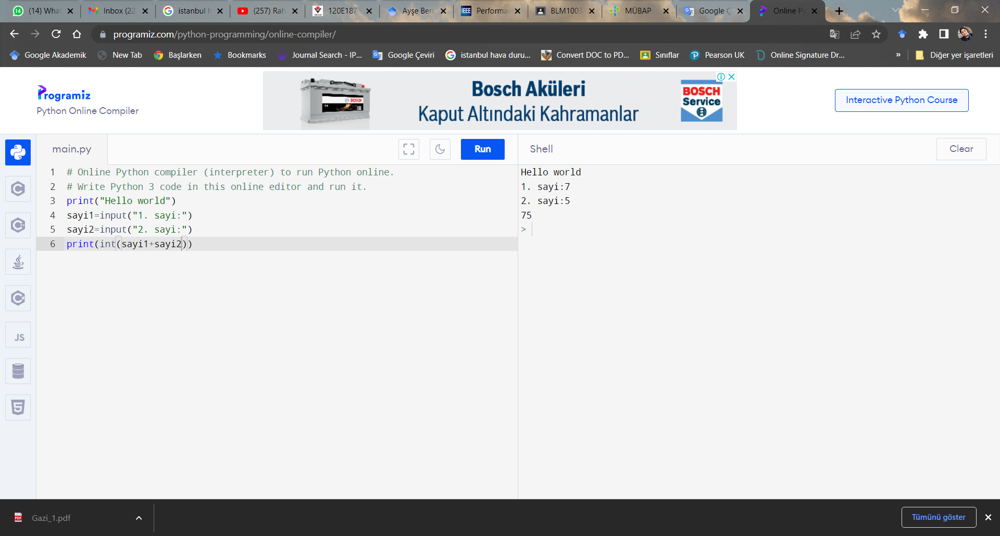 (14) What
Inbox (22
istanbul h
(257) Rah
120E187
Ayşe Ber
IEEE
Performa
BLM1003
MÜBAP
Google Ç
Online Py
programiz.com/python-programming/online-compiler/
Google Akademik
New Tab
Başlarken
Bookmarks
Journal Search - IP...
Google Çeviri
istanbul hava duru...
Convert DOC to PD...
Sınıflar
Pearson UK
Online Signature Dr...
»
Diğer yer işaretleri
Programiz
Python Online Compiler
BOSCH
Bosch Aküleri
Kaput Altındaki Kahramanlar
BOSCH
Service
Interactive Python Course
main.py
Run
Shell
Clear
1 # Online Python compiler (interpreter) to run Python online.
2 # Write Python 3 code in this online editor and run it.
3 print("Hello world")
4 sayi1=input("1. sayi:")
5 sayi2=input("2. sayi:")
6 print(int(sayi1+sayi2))
Hello world
1. sayi:7
2. sayi:5
75
>
JS
PDF
Gazi_1.pdf
Tümünü göster